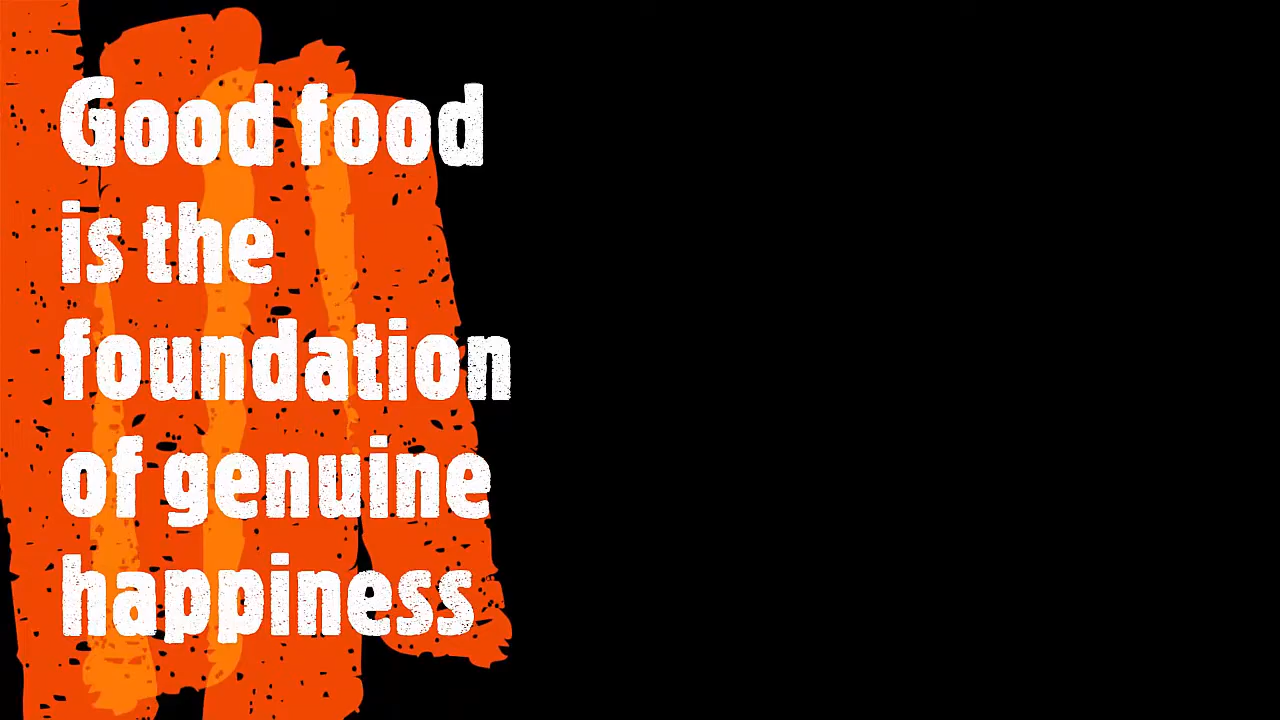 Good food
is the
foundation
of genuine
happiness